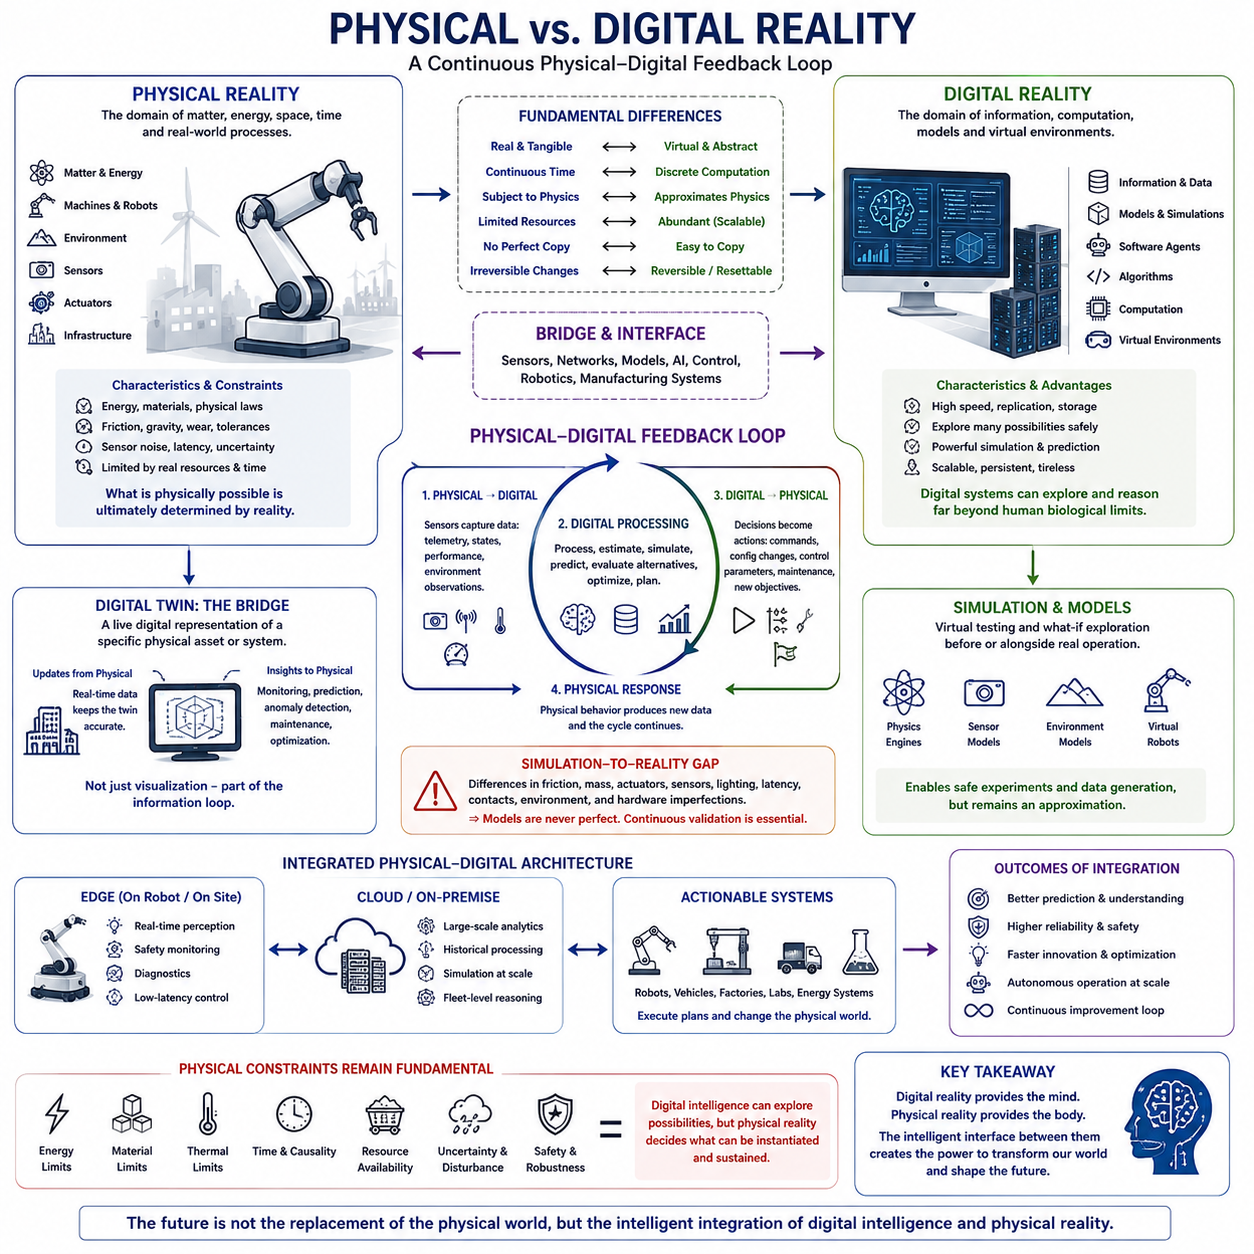 PHYSICAL vs. DIGITAL REALITY
A Continuous Physical–Digital Feedback Loop
PHYSICAL REALITY
The domain of matter, energy, space, time
and real-world processes.
Matter & Energy
Machines & Robots
Environment
Sensors
Actuators
Infrastructure
Characteristics & Constraints
Energy, materials, physical laws
Friction, gravity, wear, tolerances
Sensor noise, latency, uncertainty
Limited by real resources & time
What is physically possible is
ultimately determined by reality.
FUNDAMENTAL DIFFERENCES
Real & Tangible ↔ Virtual & Abstract
Continuous Time ↔ Discrete Computation
Subject to Physics ↔ Approximates Physics
Limited Resources ↔ Abundant (Scalable)
No Perfect Copy ↔ Easy to Copy
Irreversible Changes ↔ Reversible / Resettable
BRIDGE & INTERFACE
Sensors, Networks, Models, AI, Control,
Robotics, Manufacturing Systems
DIGITAL REALITY
The domain of information, computation,
models and virtual environments.
Information & Data
Models & Simulations
Software Agents
Algorithms
Computation
Virtual Environments
Characteristics & Advantages
High speed, replication, storage
Explore many possibilities safely
Powerful simulation & prediction
Scalable, persistent, tireless
Digital systems can explore and reason
far beyond human biological limits.
PHYSICAL–DIGITAL FEEDBACK LOOP
1. PHYSICAL → DIGITAL
Sensors capture data:
telemetry, states,
performance,
environment
observations.
2. DIGITAL PROCESSING
Process, estimate, simulate,
predict, evaluate alternatives,
optimize, plan.
3. DIGITAL → PHYSICAL
Decisions become
actions: commands,
config changes, control
parameters, maintenance,
new objectives.
4. PHYSICAL RESPONSE
Physical behavior produces new data
and the cycle continues.
DIGITAL TWIN: THE BRIDGE
A live digital representation of a
specific physical asset or system.
Updates from Physical
Real-time data
keeps the twin
accurate.
Insights to Physical
Monitoring, prediction,
anomaly detection,
maintenance,
optimization.
Not just visualization – part of the
information loop.
SIMULATION–TO–REALITY GAP
Differences in friction, mass, actuators, sensors, lighting, latency,
contacts, environment, and hardware imperfections.
⇒ Models are never perfect. Continuous validation is essential.
SIMULATION & MODELS
Virtual testing and what-if exploration
before or alongside real operation.
Physics
Engines
Sensor
Models
Environment
Models
Virtual
Robots
Enables safe experiments and data generation,
but remains an approximation.
INTEGRATED PHYSICAL–DIGITAL ARCHITECTURE
EDGE (On Robot / On Site)
Real-time perception
Safety monitoring
Diagnostics
Low-latency control
CLOUD / ON-PREMISE
Large-scale analytics
Historical processing
Simulation at scale
Fleet-level reasoning
ACTIONABLE SYSTEMS
Robots, Vehicles, Factories, Labs, Energy Systems
Execute plans and change the physical world.
OUTCOMES OF INTEGRATION
Better prediction & understanding
Higher reliability & safety
Faster innovation & optimization
Autonomous operation at scale
Continuous improvement loop
PHYSICAL CONSTRAINTS REMAIN FUNDAMENTAL
Energy
Limits
Material
Limits
Thermal
Limits
Time & Causality
Resource
Availability
Uncertainty &
Disturbance
Safety &
Robustness
=
Digital intelligence can explore
possibilities, but physical reality
decides what can be instantiated
and sustained.
KEY TAKEAWAY
Digital reality provides the mind.
Physical reality provides the body.
The intelligent interface between them
creates the power to transform our world
and shape the future.
The future is not the replacement of the physical world, but the intelligent integration of digital intelligence and physical reality.